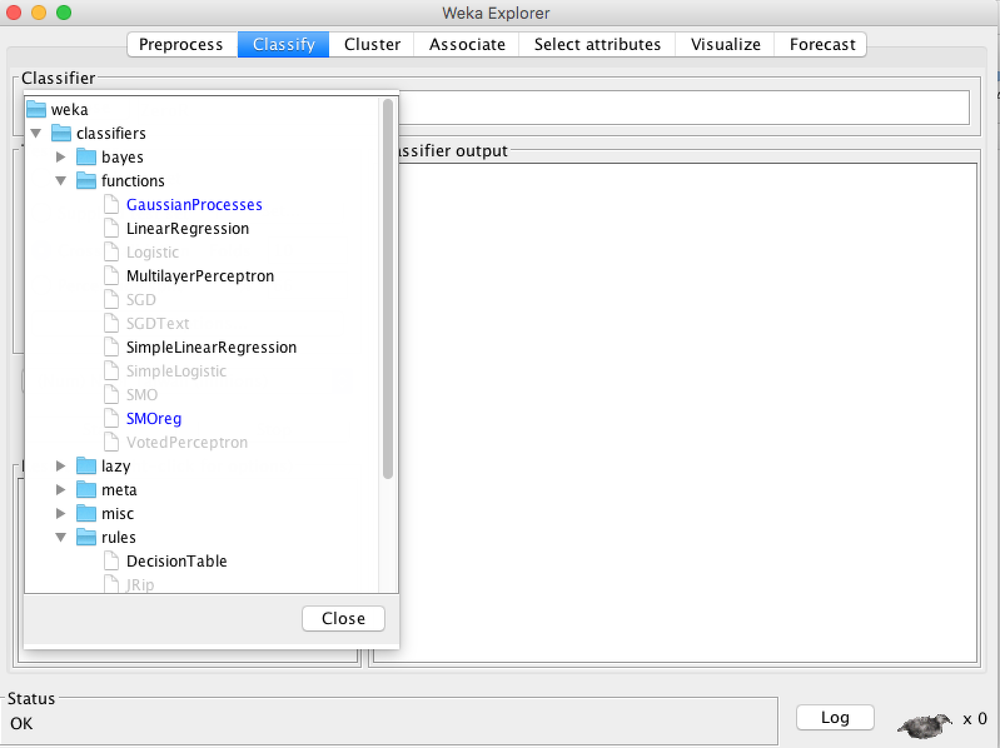 Weka Explorer
Preprocess Classify Cluster Associate Select attributes Visualize Forecast
Classifier
weka
classifiers
bayes
functions
GaussianProcesses
LinearRegression
Logistic
MultilayerPerceptron
SGD
SGDText
SimpleLinearRegression
SimpleLogistic
SMO
SMOreg
VotedPerceptron
lazy
meta
misc
rules
DecisionTable
JRip
Close
assifier output
Status
OK
Log
x 0